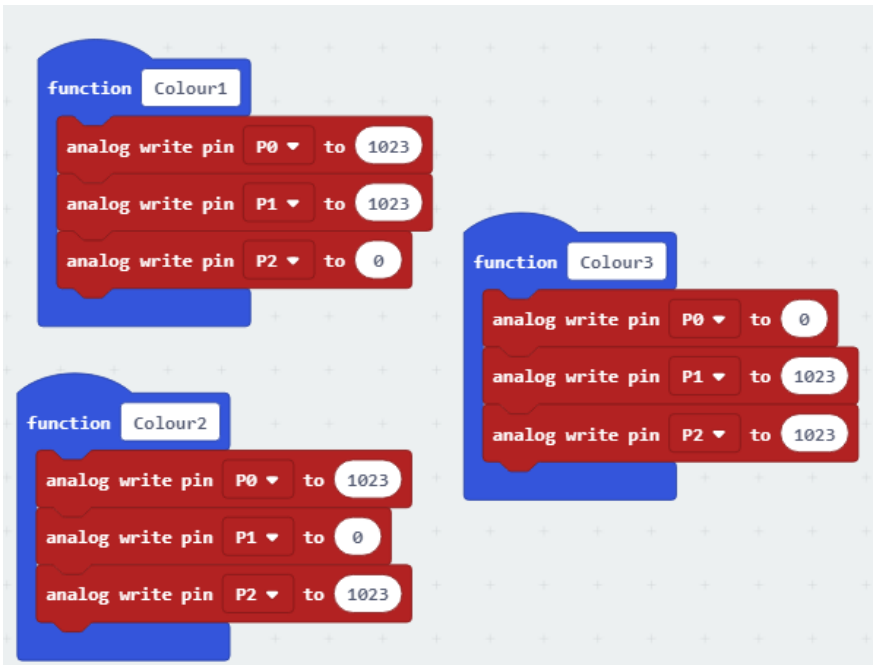 function Colour1
analog write pin P0 to 1023
analog write pin P1 to 1023
analog write pin P2 to 0
function Colour2
analog write pin P0 to 1023
analog write pin P1 to 0
analog write pin P2 to 1023
function Colour3
analog write pin P0 to 0
analog write pin P1 to 1023
analog write pin P2 to 1023